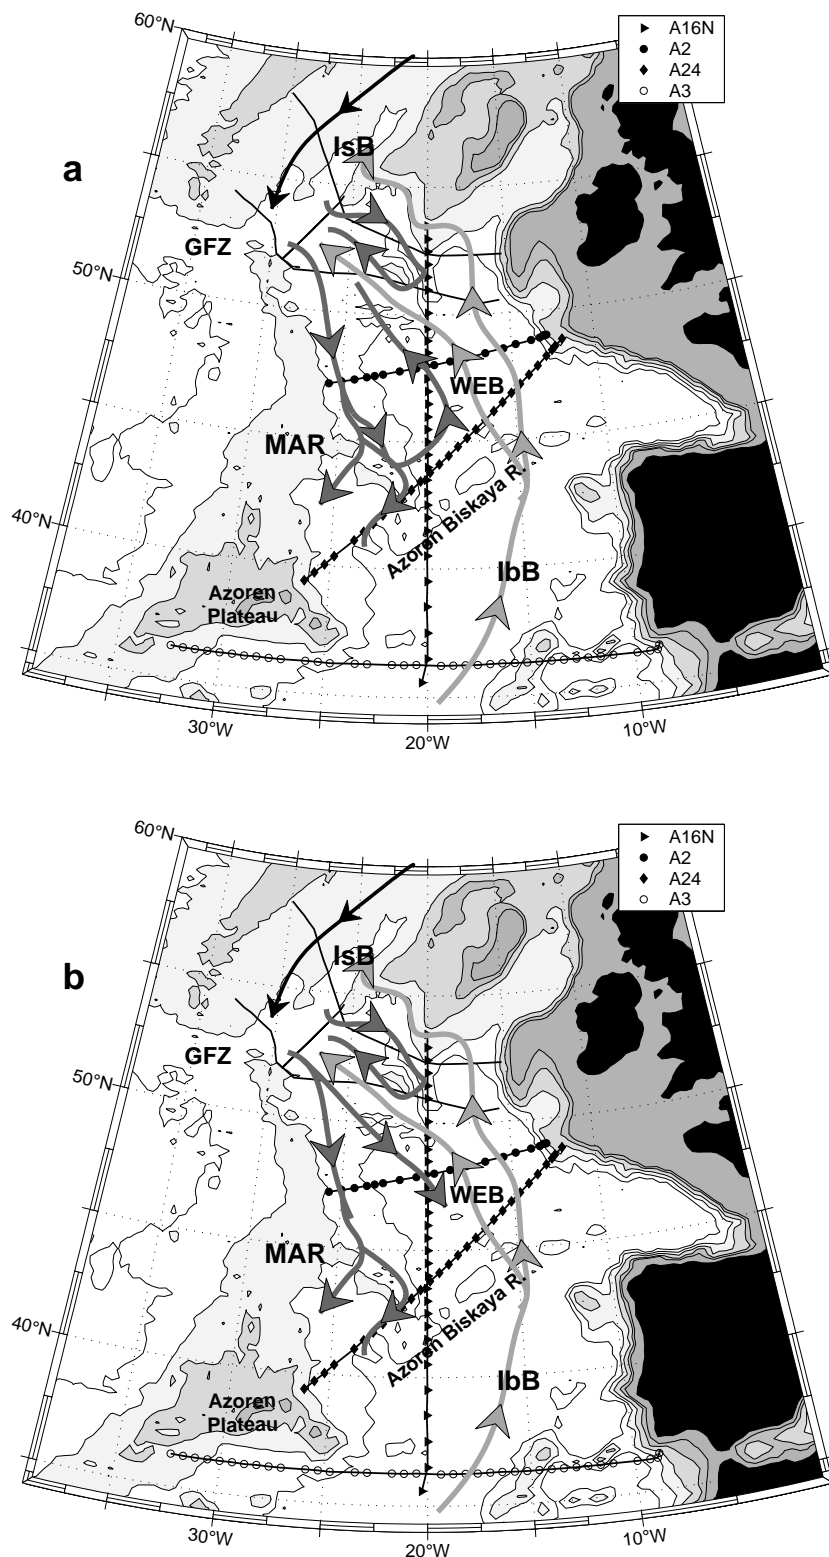 60°N
A16N
A2
A24
A3
a
IsB
GFZ
50°N
WEB
MAR
Azoren Biskaya R.
40°N
IbB
Azoren
Plateau
30°W
20°W
10°W
60°N
A16N
A2
A24
A3
b
IsB
GFZ
50°N
WEB
MAR
Azoren Biskaya R.
40°N
IbB
Azoren
Plateau
30°W
20°W
10°W